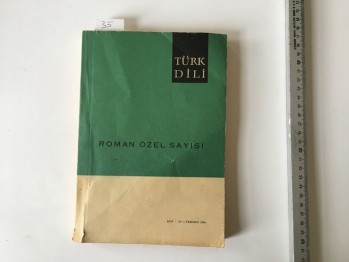 35
TÜRK
DİLİ
ROMAN ÖZEL SAYISI